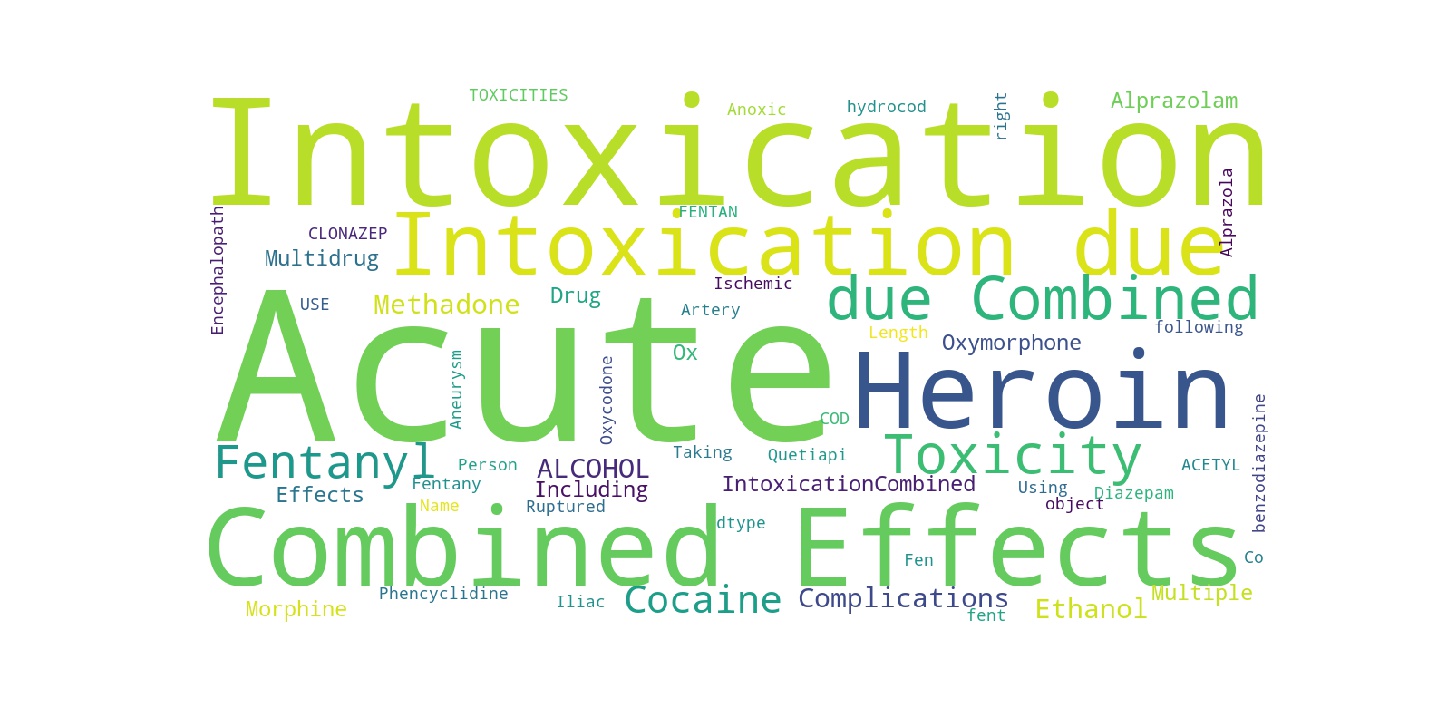 TOXICITIES
Anoxic
hydrocod
right
Alprazolam
Intoxication
Alprazola
Encephalopath
CLONAZEP
FENTAN
Intoxication due
Multidrug
Ischemic
due Combined
USE
Methadone
Drug
Artery
Length
Oxymorphone
following
Acute
Aneurysm
Oxycodone
Ox
Heroin
COD
benzodiazepine
Fentanyl
Person
Taking
Quetiapi
Toxicity
ACETYL
Effects
Fentany
ALCOHOL
Including
IntoxicationCombined
Using
Diazepam
object
Name
Ruptured
dtype
Combined Effects
Fen
Co
Morphine
Phencyclidine
Iliac
Cocaine
Complications
fent
Ethanol
Multiple